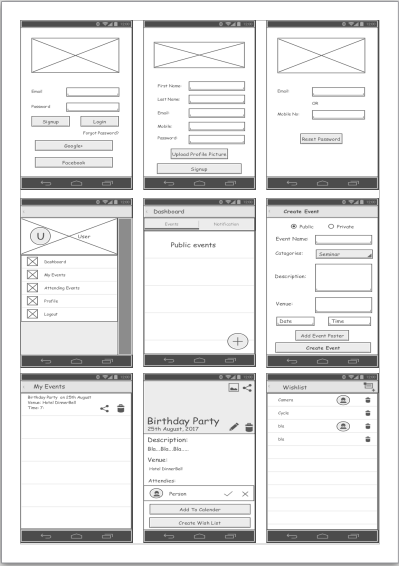 Email:
Password:
Signup
Login
Forgot Password?
Google+
Facebook
First Name:
Last Name:
Email:
Mobile:
Password:
Upload Profile Picture
Signup
Email:
OR
Mobile No:
Reset Password
U
User
Dashboard
My Events
Attending Events
Profile
Logout
Dashboard
Events
Notification
Public events
Create Event
Public
Private
Event Name:
Categories:
Seminar
Description:
Venue:
Date
Time
Add Event Poster
Create Event
My Events
Birthday Party on 25th August
Venue: Hotel DinnerBell
Time: 7:
Birthday Party
25th August, 2017
Description:
Bla.. Bla.. Bla.....
Venue:
Hotel DinnerBell
Attendies:
Person
Add To Calender
Create Wish List
Wishlist
Camera
Cycle
bla
bla